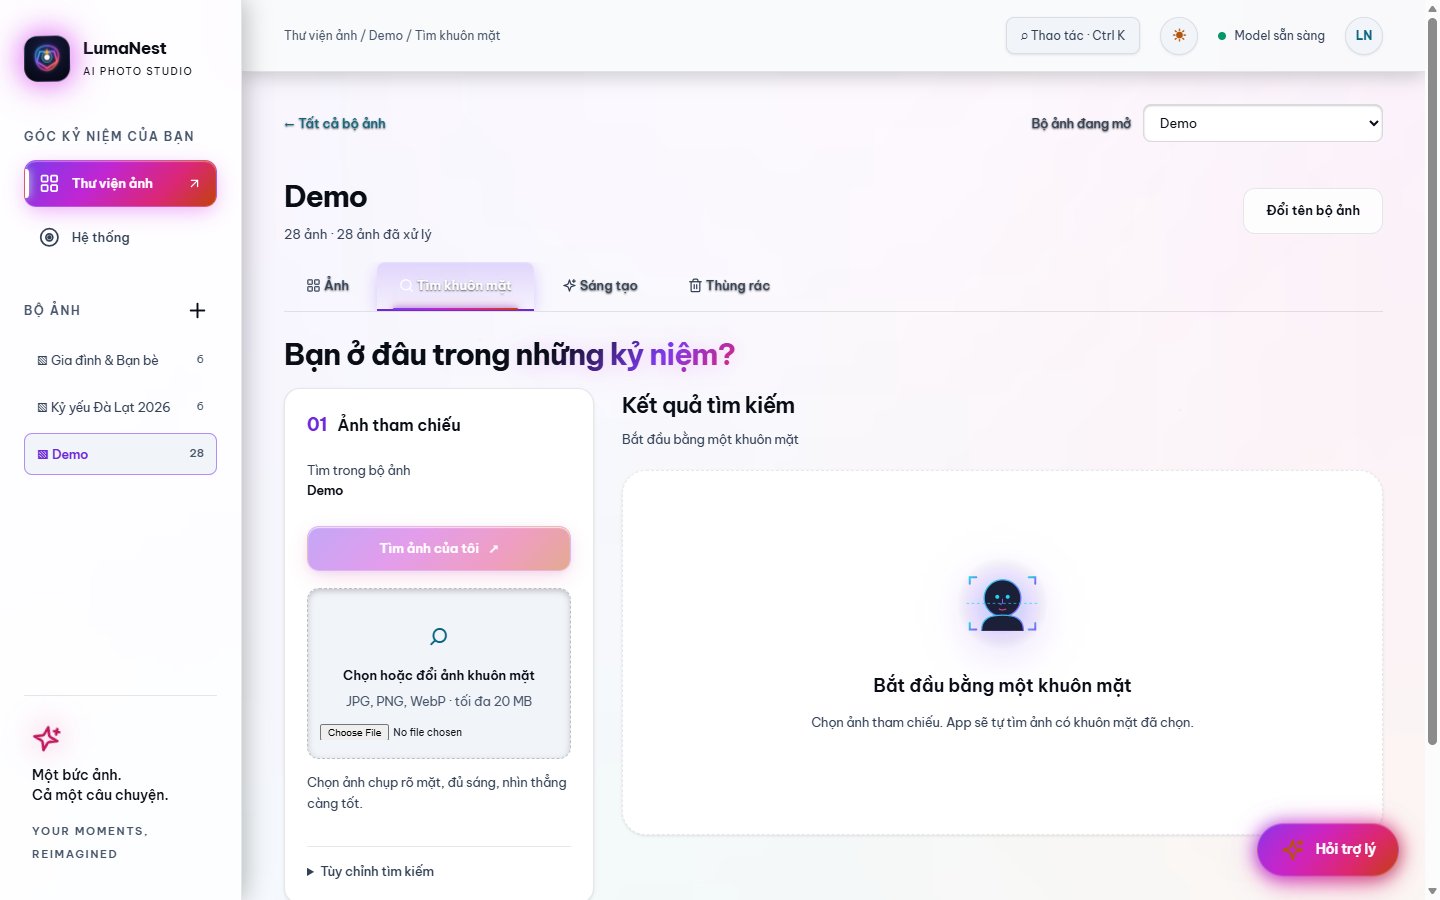 LumaNest
AI PHOTO STUDIO
GÓC KỶ NIỆM CỦA BẠN
Thư viện ảnh
Hệ thống
BỘ ẢNH
Gia đình & Bạn bè 6
Kỷ yếu Đà Lạt 2026 6
Demo 28
Một bức ảnh.
Cả một câu chuyện.
YOUR MOMENTS,
REIMAGINED
Thư viện ảnh / Demo / Tìm khuôn mặt
Thao tác · Ctrl K
Model sẵn sàng
LN
← Tất cả bộ ảnh
Bộ ảnh đang mở
Demo
Demo
28 ảnh · 28 ảnh đã xử lý
Đổi tên bộ ảnh
Ảnh
Tìm khuôn mặt
Sáng tạo
Thùng rác
Bạn ở đâu trong những kỷ niệm?
01 Ảnh tham chiếu
Tìm trong bộ ảnh
Demo
Tìm ảnh của tôi ↗
Chọn hoặc đổi ảnh khuôn mặt
JPG, PNG, WebP · tối đa 20 MB
Choose File No file chosen
Chọn ảnh chụp rõ mặt, đủ sáng, nhìn thẳng
càng tốt.
Tùy chỉnh tìm kiếm
Kết quả tìm kiếm
Bắt đầu bằng một khuôn mặt
Bắt đầu bằng một khuôn mặt
Chọn ảnh tham chiếu. App sẽ tự tìm ảnh có khuôn mặt đã chọn.
Hỏi trợ lý